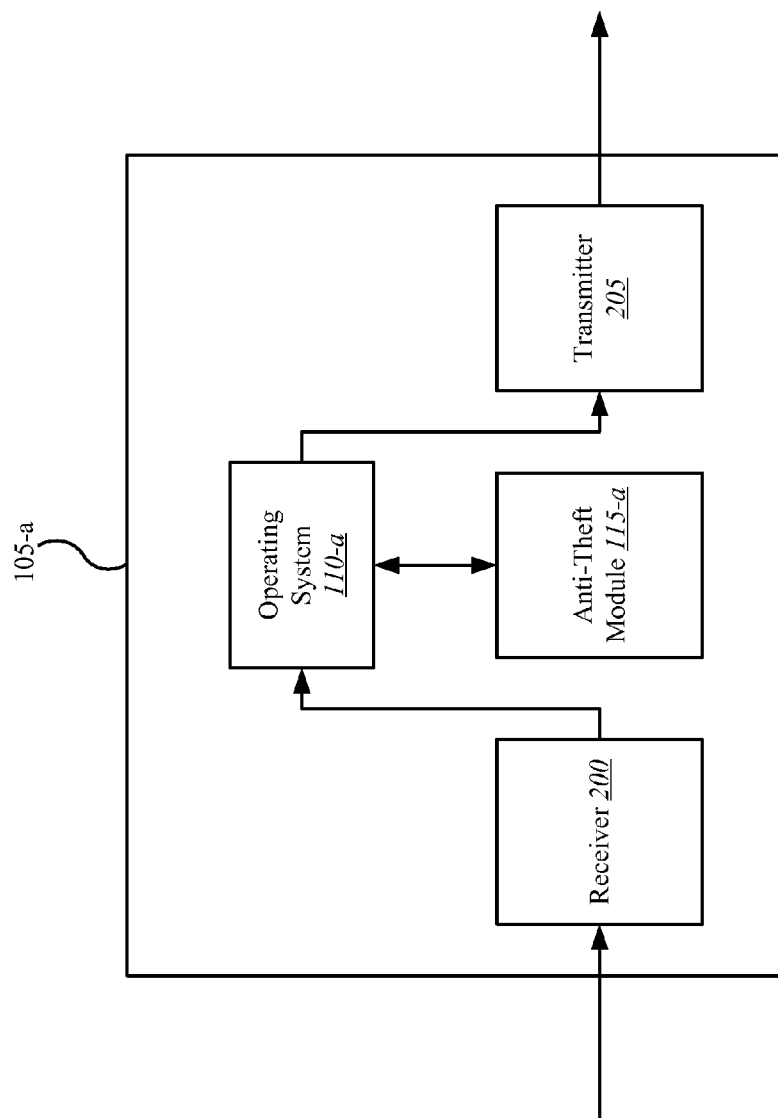 105-a
Operating
System
110-a
Receiver 200
Anti-Theft
Module 115-a
Transmitter
205